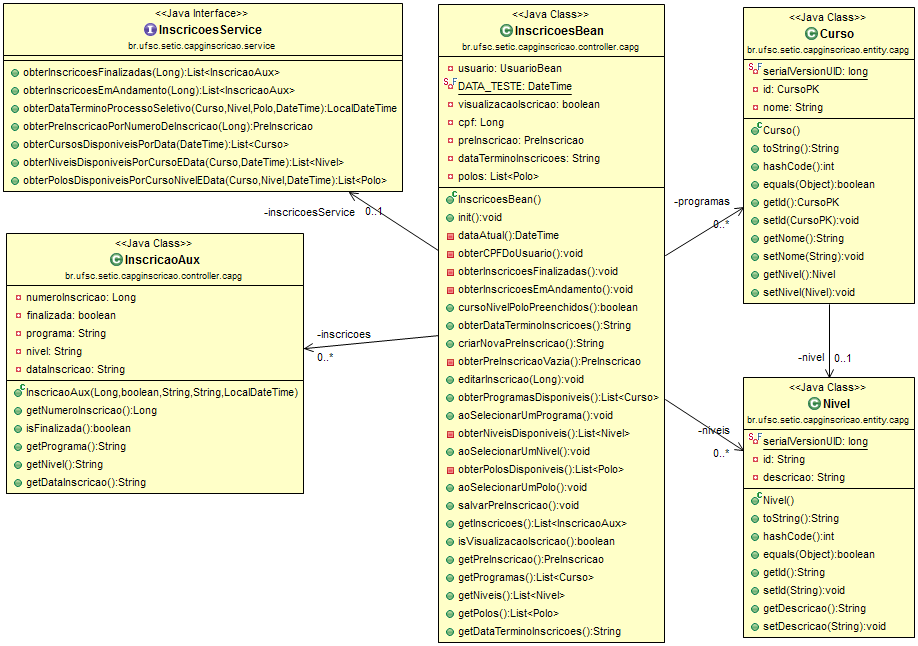 <<Java Interface>>
InscricoesService
br.ufsc.setic.capginscricao.service
obterInscricoesFinalizadas(Long):List<InscricaoAux>
obterInscricoesEmAndamento(Long):List<InscricaoAux>
obterDataTerminoProcessoSeletivo(Curso,Nivel,Polo,DateTime):LocalDateTime
obterPreInscricaoPorNumeroDeInscricao(Long):PreInscricao
obterCursosDisponiveisPorData(DateTime):List<Curso>
obterNiveisDisponiveisPorCursoEData(Curso,DateTime):List<Nivel>
obterPolosDisponiveisPorCursoNivelEData(Curso,Nivel,DateTime):List<Polo>
-inscricoesService 0..1
<<Java Class>>
InscricaoAux
br.ufsc.setic.capginscricao.controller.capg
numeroInscricao: Long
finalizada: boolean
programa: String
nivel: String
dataInscricao: String
InscricaoAux(Long,boolean,String,String,LocalDateTime)
getNumeroInscricao():Long
isFinalizada():boolean
getPrograma():String
getNivel():String
getDataInscricao():String
-inscricoes
0..*
<<Java Class>>
InscricoesBean
br.ufsc.setic.capginscricao.controller.capg
usuario: UsuarioBean
DATA_TESTE: DateTime
visualizacaoIscricao: boolean
cpf: Long
preInscricao: PreInscricao
dataTerminoInscricoes: String
polos: List<Polo>
InscricoesBean()
init():void
dataAtual():DateTime
obterCPFDoUsuario():void
obterInscricoesFinalizadas():void
obterInscricoesEmAndamento():void
cursoNivelPoloPreenchidos():boolean
obterDataTerminoInscricoes():String
criarNovaPreInscricao():String
obterPreInscricaoVazia():PreInscricao
editarInscricao(Long):void
obterProgramasDisponiveis():List<Curso>
aoSelecionarUmPrograma():void
obterNiveisDisponiveis():List<Nivel>
aoSelecionarUmNivel():void
obterPolosDisponiveis():List<Polo>
aoSelecionarUmPolo():void
salvarPreInscricao():void
getInscricoes():List<InscricaoAux>
isVisualizacaoIscricao():boolean
getPreInscricao():PreInscricao
getProgramas():List<Curso>
getNiveis():List<Nivel>
getPolos():List<Polo>
getDataTerminoInscricoes():String
-programas
0..*
-niveis
0..*
<<Java Class>>
Curso
br.ufsc.setic.capginscricao.entity.capg
serialVersionUID: long
id: CursoPK
nome: String
Curso()
toString():String
hashCode():int
equals(Object):boolean
getId():CursoPK
setId(CursoPK):void
getNome():String
setNome(String):void
getNivel():Nivel
setNivel(Nivel):void
-nivel 0..1
<<Java Class>>
Nivel
br.ufsc.setic.capginscricao.entity.capg
serialVersionUID: long
id: String
descricao: String
Nivel()
toString():String
hashCode():int
equals(Object):boolean
getId():String
setId(String):void
getDescricao():String
setDescricao(String):void